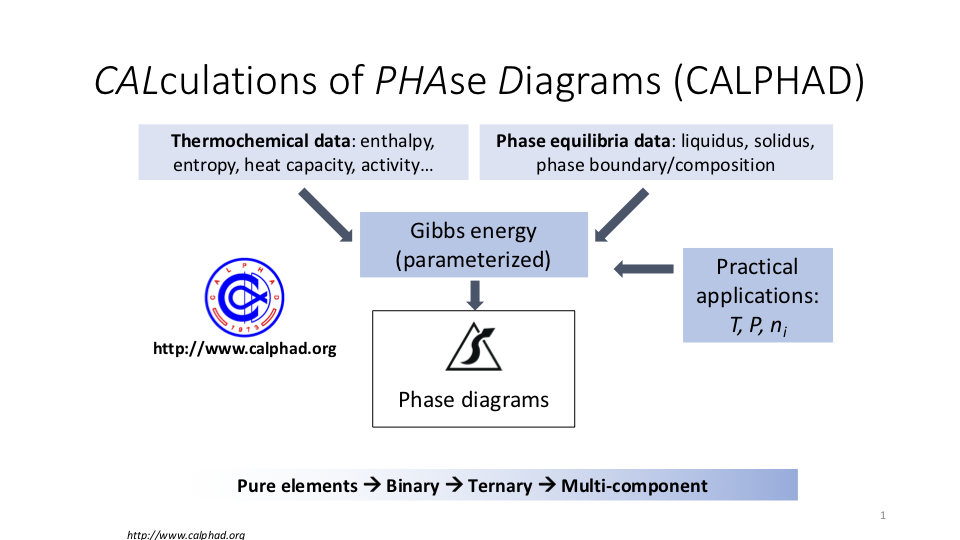 CALculations of PHAse Diagrams (CALPHAD)
Thermochemical data: enthalpy,
entropy, heat capacity, activity…
Phase equilibria data: liquidus, solidus,
phase boundary/composition
Gibbs energy
(parameterized)
Practical
applications:
T, P, ni
CALPHAD
1973
http://www.calphad.org
Phase diagrams
Pure elements → Binary → Ternary → Multi-component
1
http://www.calphad.org